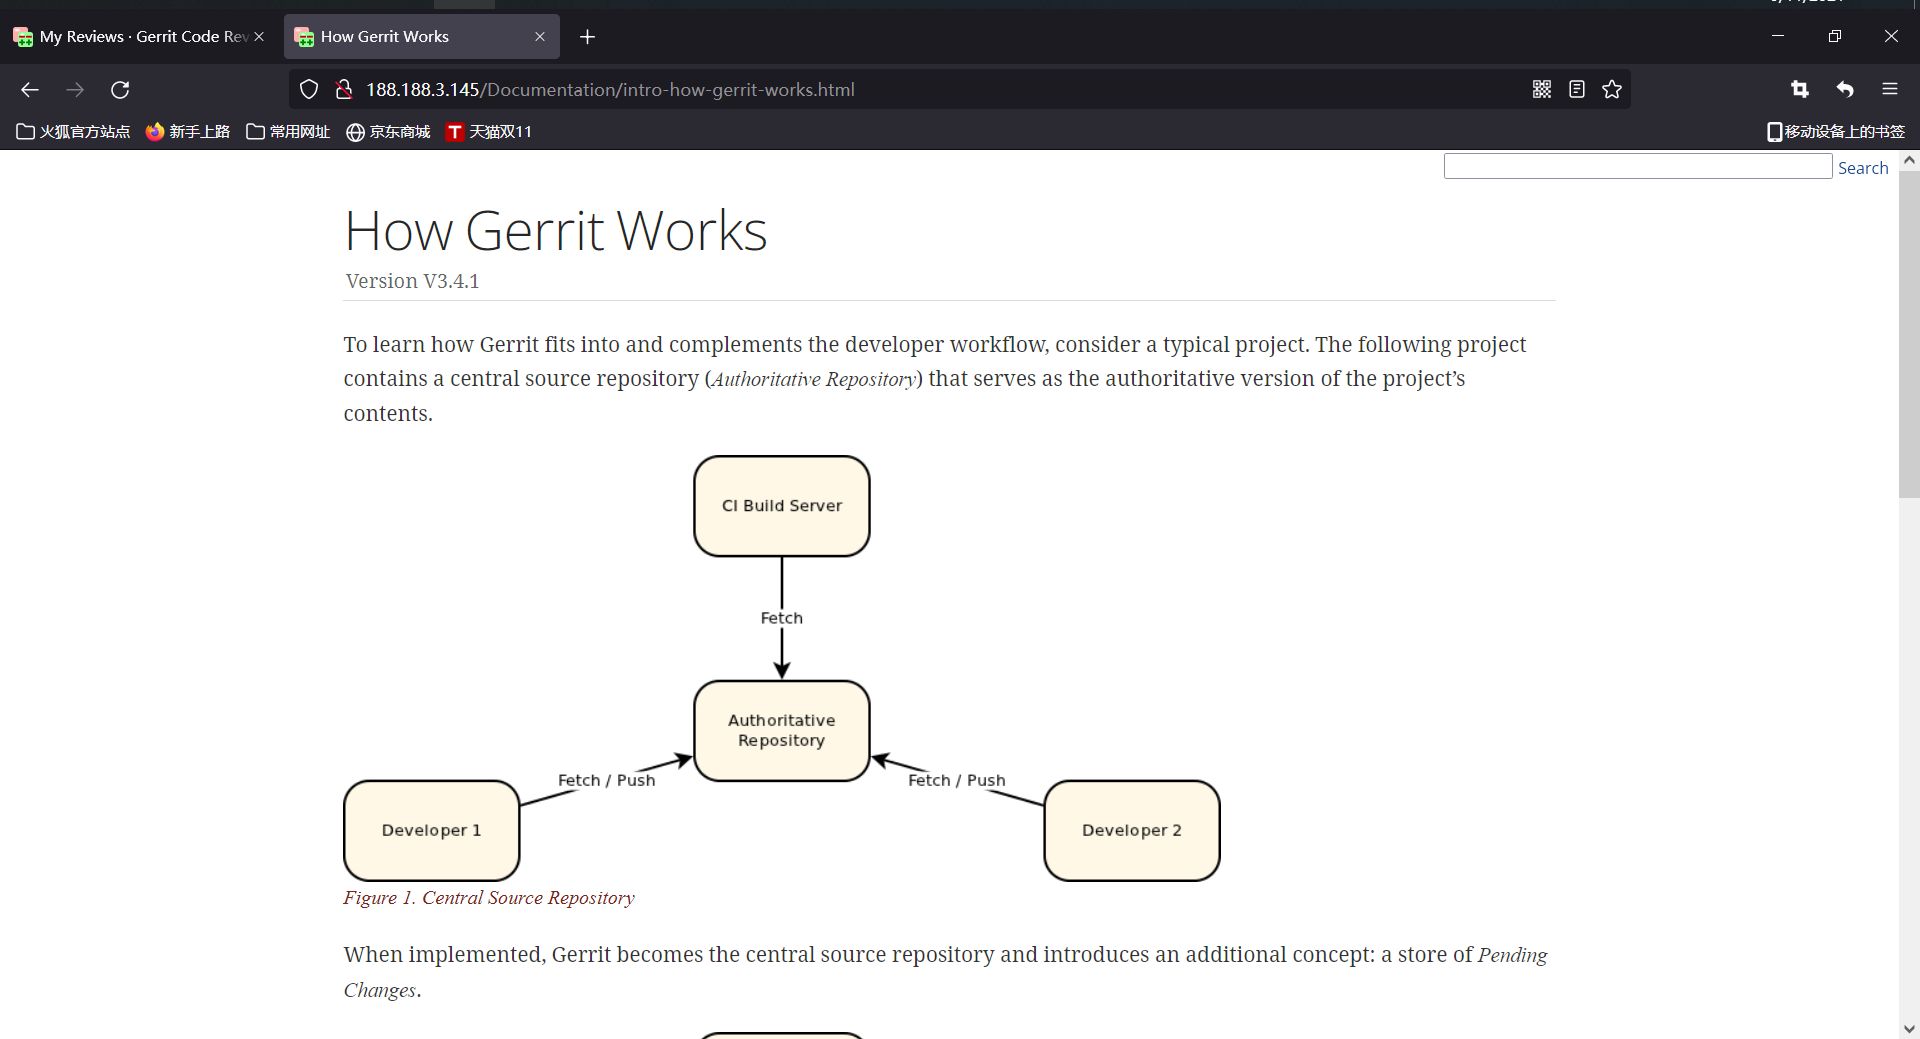 My Reviews · Gerrit Code Rev
How Gerrit Works
188.188.3.145/Documentation/intro-how-gerrit-works.html
火狐官方站点
新手上路
常用网址
京东商城
T
天猫双11
移动设备上的书签
Search
How Gerrit Works
Version V3.4.1
To learn how Gerrit fits into and complements the developer workflow, consider a typical project. The following project
contains a central source repository (Authoritative Repository) that serves as the authoritative version of the project’s
contents.
CI Build Server
Fetch
Authoritative
Repository
Fetch / Push
Fetch / Push
Developer 1
Developer 2
Figure 1. Central Source Repository
When implemented, Gerrit becomes the central source repository and introduces an additional concept: a store of Pending
Changes.